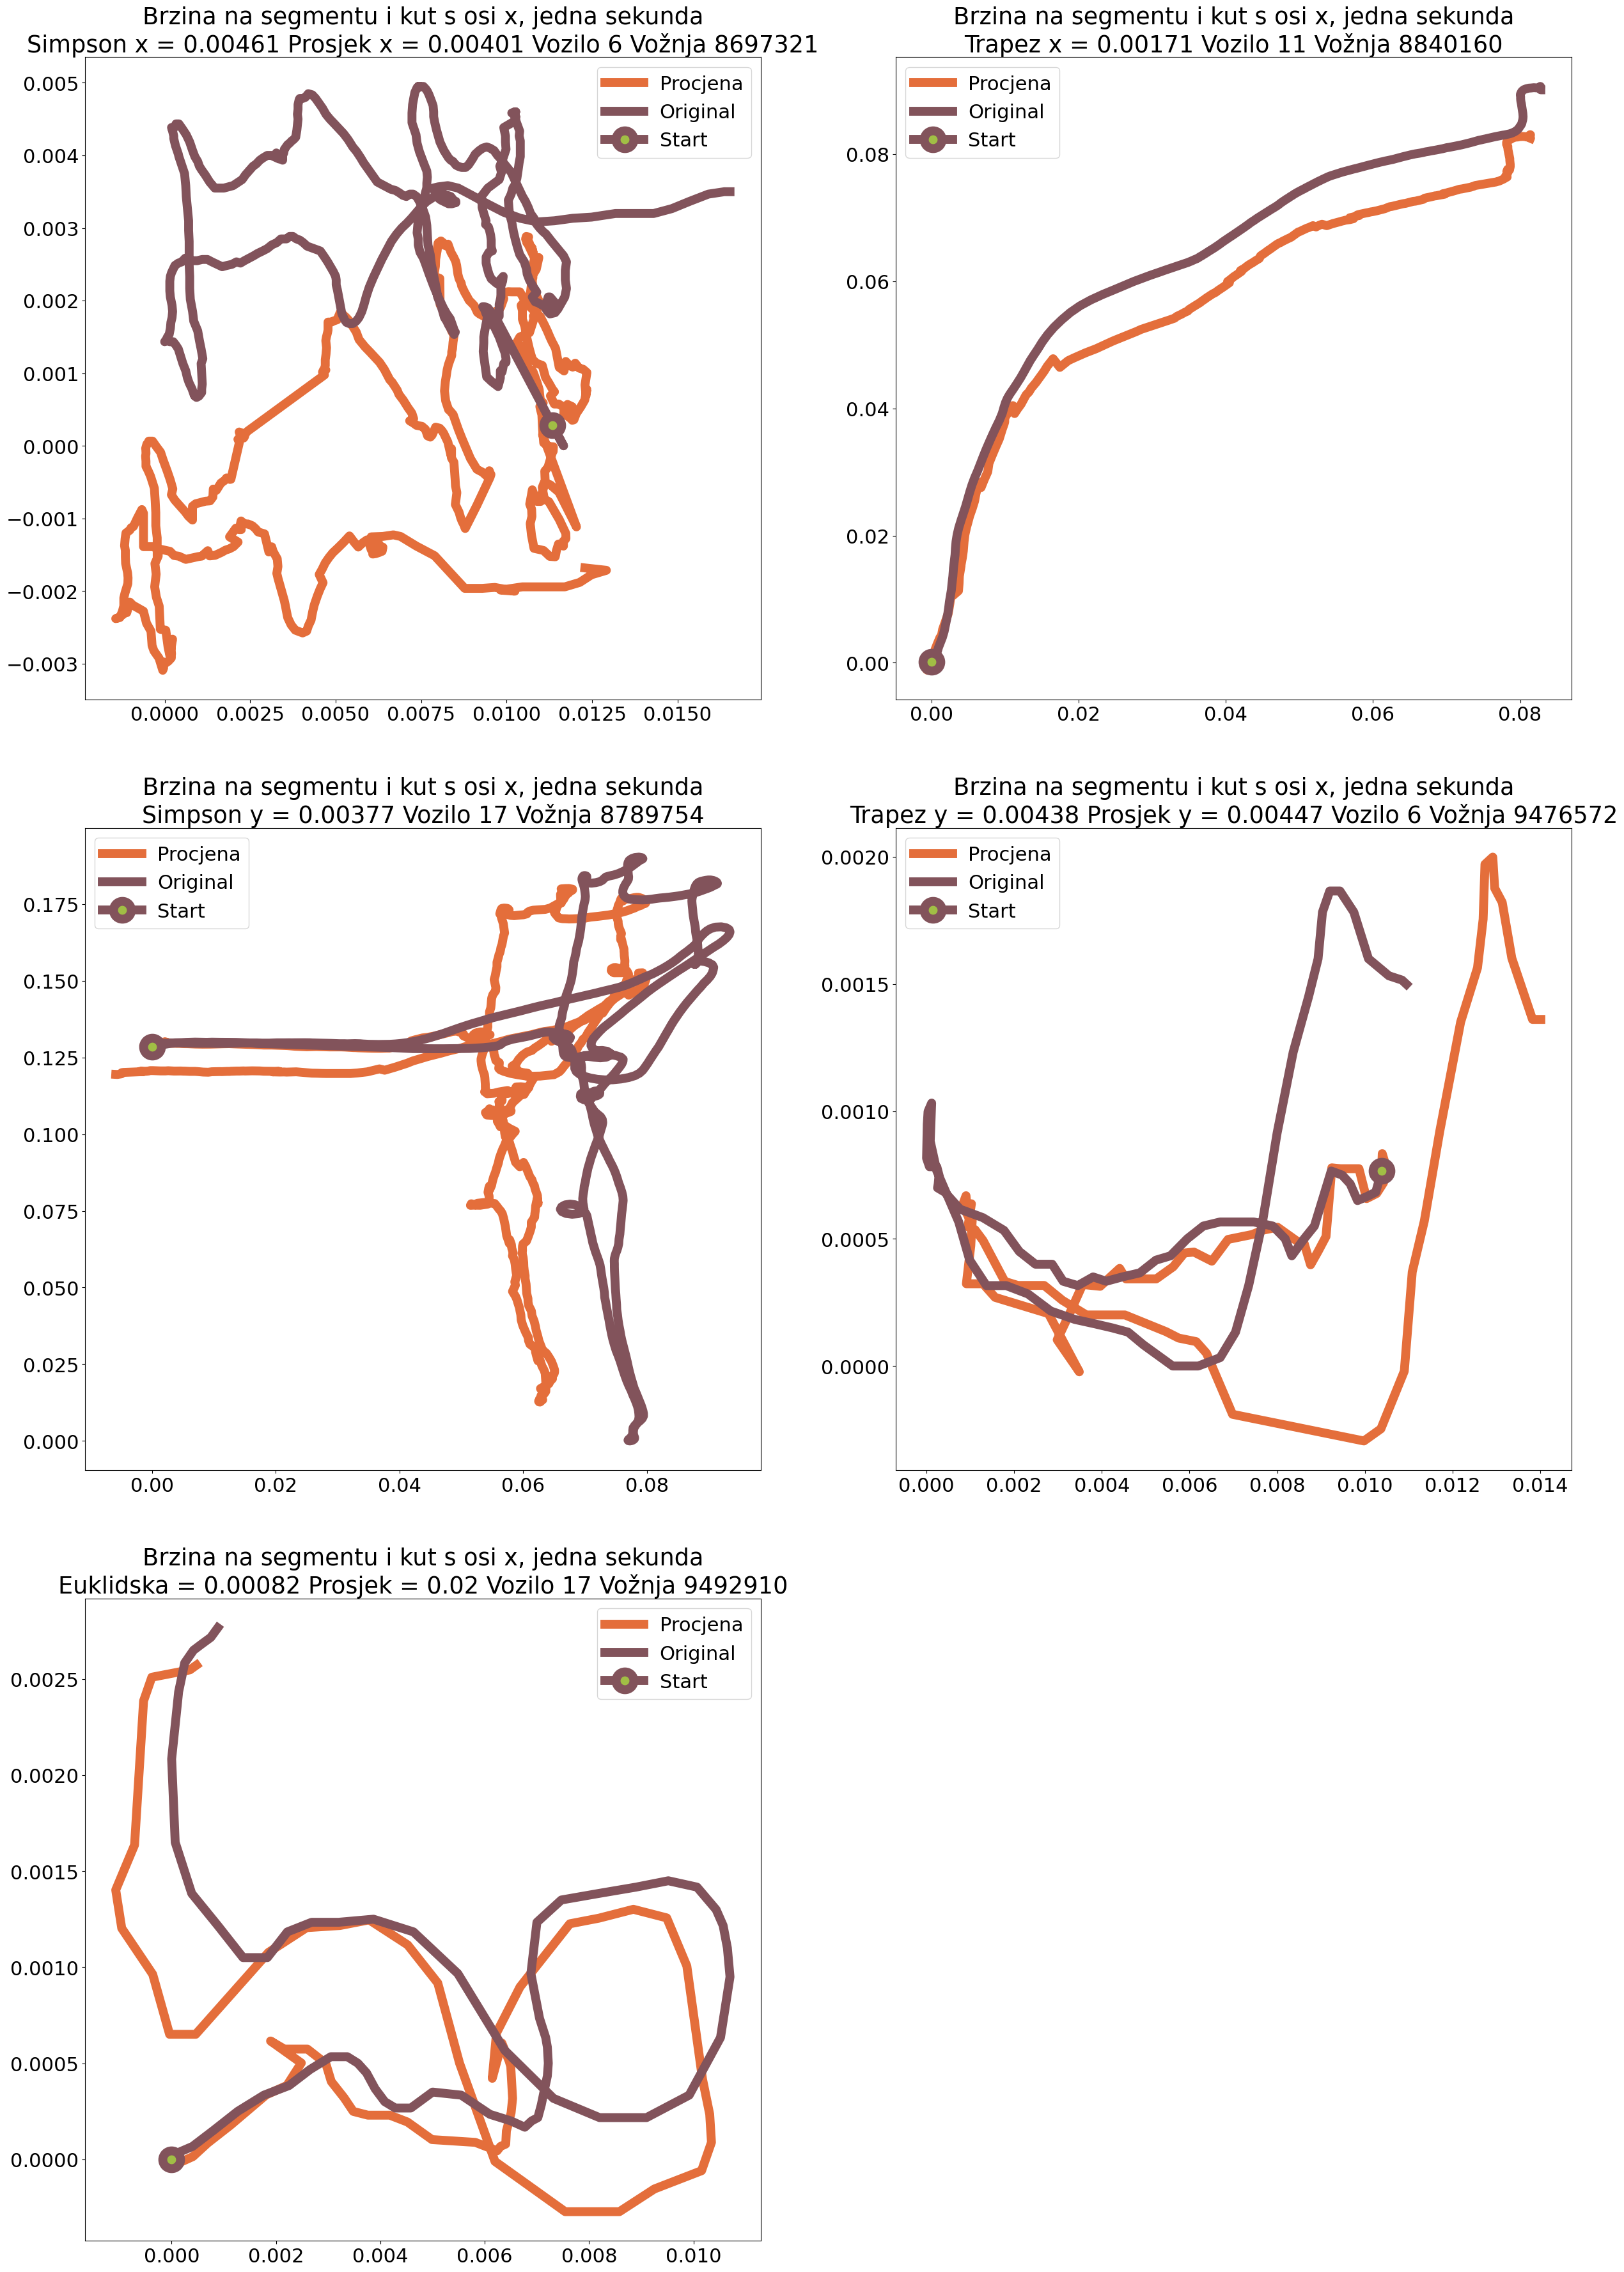 Brzina na segmentu i kut s osi x, jedna sekunda
Simpson x = 0.00461 Prosjek x = 0.00401 Vozilo 6 Vožnja 8697321
Procjena
Original
Start
0.005
0.004
0.003
0.002
0.001
0.000
−0.001
−0.002
−0.003
0.0000 0.0025 0.0050 0.0075 0.0100 0.0125 0.0150
Brzina na segmentu i kut s osi x, jedna sekunda
Trapez x = 0.00171 Vozilo 11 Vožnja 8840160
Procjena
Original
Start
0.08
0.06
0.04
0.02
0.00
0.00 0.02 0.04 0.06 0.08
Brzina na segmentu i kut s osi x, jedna sekunda
Simpson y = 0.00377 Vozilo 17 Vožnja 8789754
Procjena
Original
Start
0.175
0.150
0.125
0.100
0.075
0.050
0.025
0.000
0.00 0.02 0.04 0.06 0.08
Brzina na segmentu i kut s osi x, jedna sekunda
Trapez y = 0.00438 Prosjek y = 0.00447 Vozilo 6 Vožnja 9476572
Procjena
Original
Start
0.0020
0.0015
0.0010
0.0005
0.0000
0.000 0.002 0.004 0.006 0.008 0.010 0.012 0.014
Brzina na segmentu i kut s osi x, jedna sekunda
Euklidska = 0.00082 Prosjek = 0.02 Vozilo 17 Vožnja 9492910
Procjena
Original
Start
0.0025
0.0020
0.0015
0.0010
0.0005
0.0000
0.000 0.002 0.004 0.006 0.008 0.010